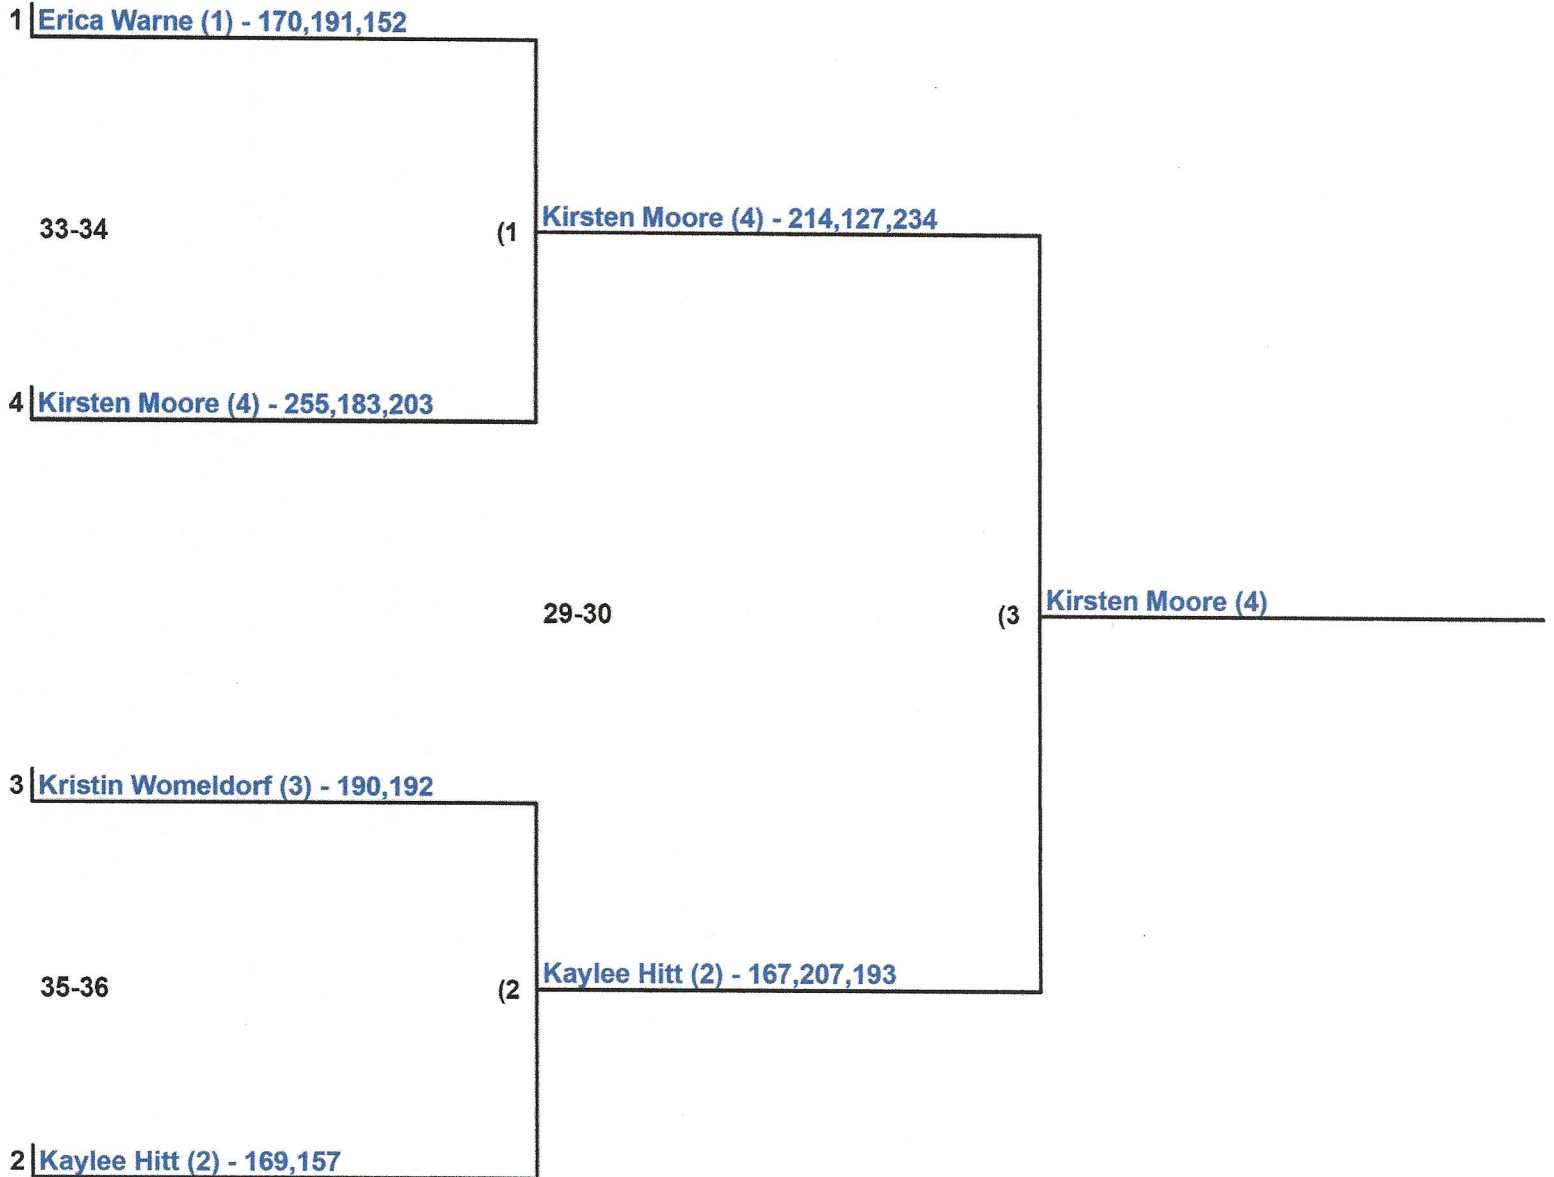 1 Erica Warne (1) - 170,191,152
33-34
(1
Kirsten Moore (4) - 214,127,234
4 Kirsten Moore (4) - 255,183,203
29-30
(3
Kirsten Moore (4)
3 Kristin Womeldorf (3) - 190,192
35-36
(2
Kaylee Hitt (2) - 167,207,193
2 Kaylee Hitt (2) - 169,157